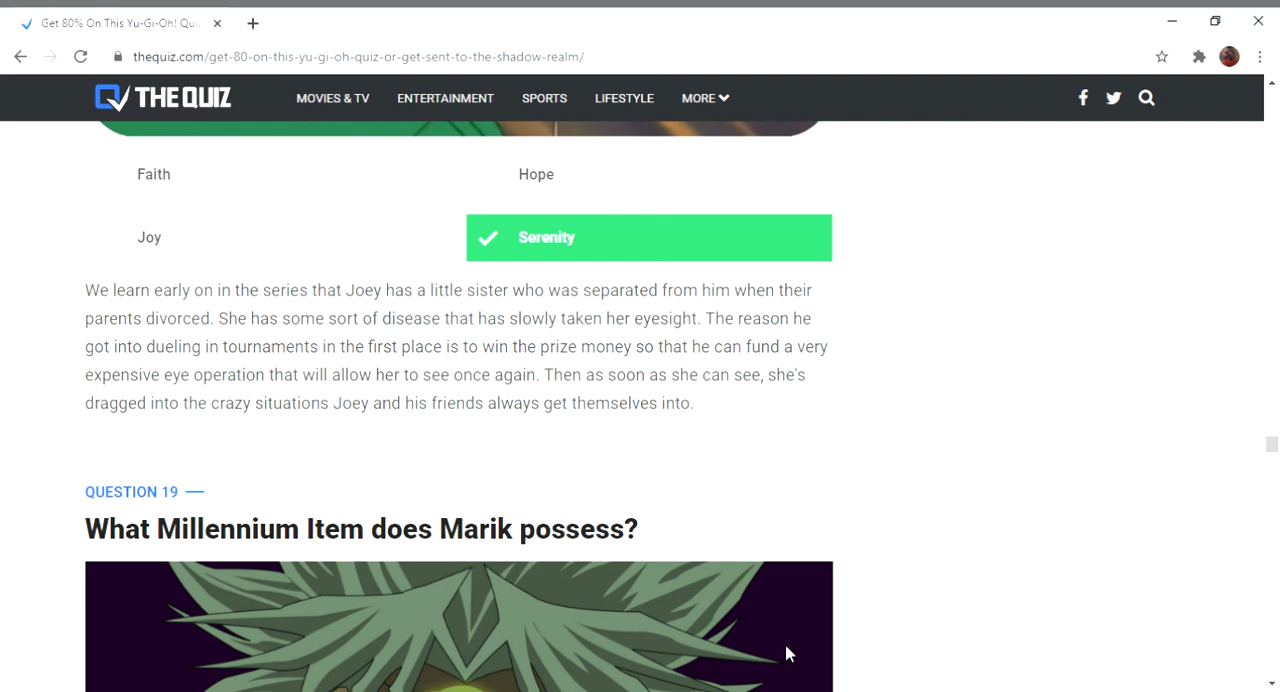 Get 80% On This Yu-Gi-Oh! Qu
thequiz.com/get-80-on-this-yu-gi-oh-quiz-or-get-sent-to-the-shadow-realm/
THE QUIZ MOVIES & TV ENTERTAINMENT SPORTS LIFESTYLE MORE
Faith Hope
Joy Serenity
We learn early on in the series that Joey has a little sister who was separated from him when their
parents divorced. She has some sort of disease that has slowly taken her eyesight. The reason he
got into dueling in tournaments in the first place is to win the prize money so that he can fund a very
expensive eye operation that will allow her to see once again. Then as soon as she can see, she's
dragged into the crazy situations Joey and his friends always get themselves into.
QUESTION 19
What Millennium Item does Marik possess?